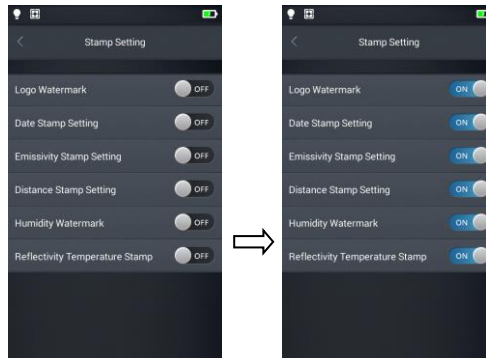 Stamp Setting
Logo Watermark OFF
Date Stamp Setting OFF
Emissivity Stamp Setting OFF
Distance Stamp Setting OFF
Humidity Watermark OFF
Reflectivity Temperature Stamp OFF
Stamp Setting
Logo Watermark ON
Date Stamp Setting ON
Emissivity Stamp Setting ON
Distance Stamp Setting ON
Humidity Watermark ON
Reflectivity Temperature Stamp ON